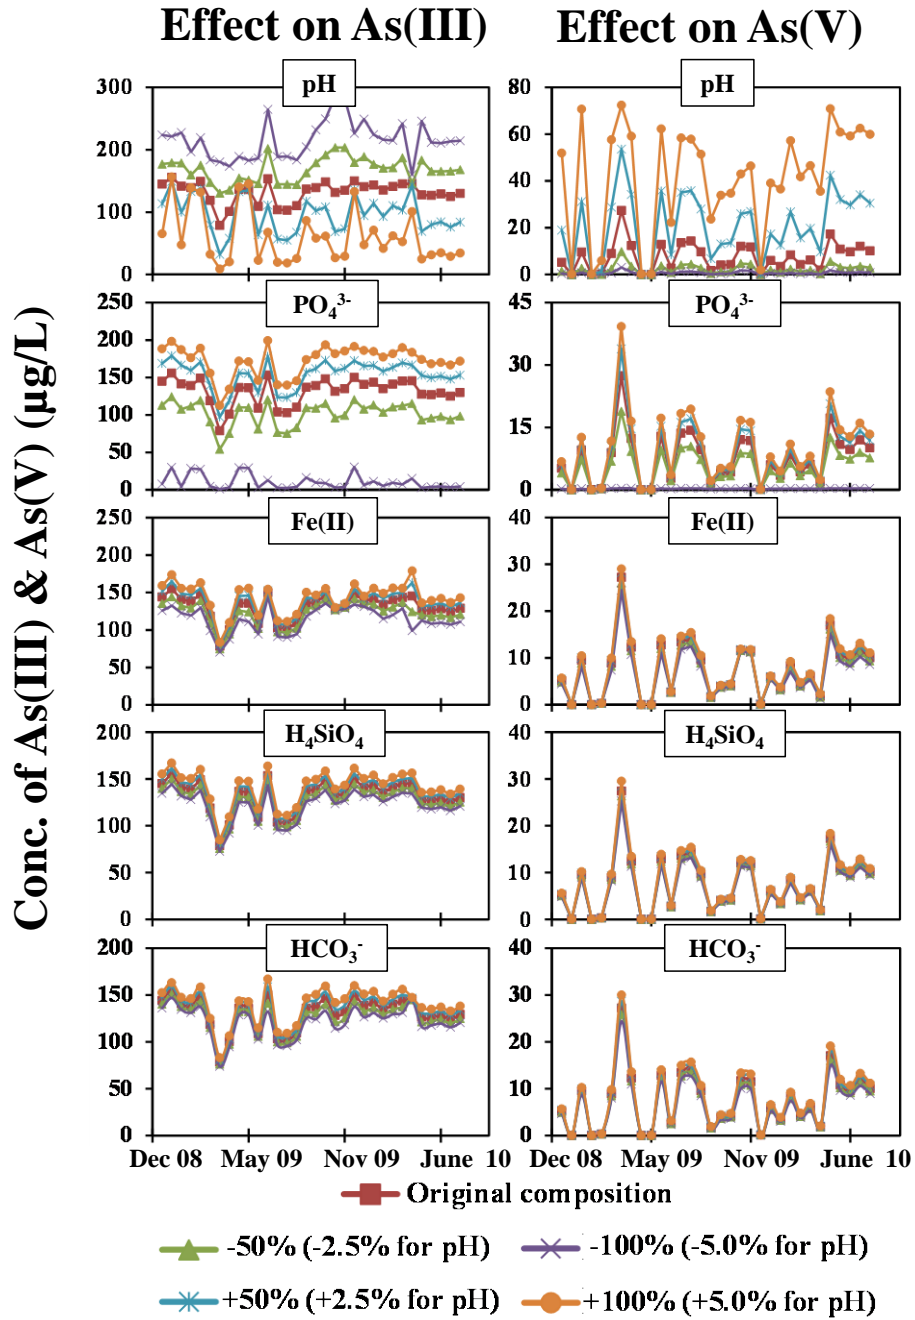 Effect on As(III)
Effect on As(V)
Conc. of As(III) & As(V) (µg/L)
pH
300
200
100
0
pH
80
60
40
20
0
PO₄³⁻
250
200
150
100
50
0
PO₄³⁻
45
30
15
0
Fe(II)
250
200
150
100
50
0
Fe(II)
40
30
20
10
0
H₄SiO₄
200
150
100
50
0
H₄SiO₄
40
30
20
10
0
HCO₃⁻
200
150
100
50
0
HCO₃⁻
40
30
20
10
0
Dec 08 May 09 Nov 09 June 10
Dec 08 May 09 Nov 09 June 10
Original composition
-50% (-2.5% for pH)
-100% (-5.0% for pH)
+50% (+2.5% for pH)
+100% (+5.0% for pH)